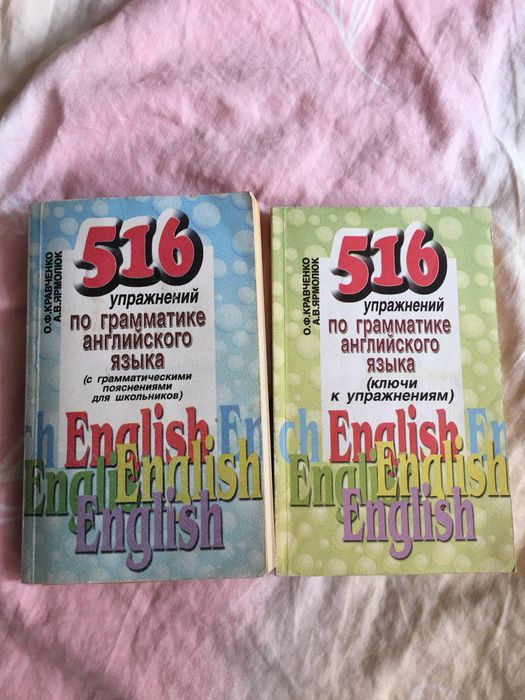 О.Ф.КРАВЧЕНКО
А.В.ЯРМОЛЮК
516
упражнений
по грамматике
английского
языка
(с грамматическими
пояснениями
для школьников)
English
English
English
О.Ф.КРАВЧЕНКО
А.В.ЯРМОЛЮК
516
упражнений
по грамматике
английского
языка
(ключи
к упражнениям)
English
English
English